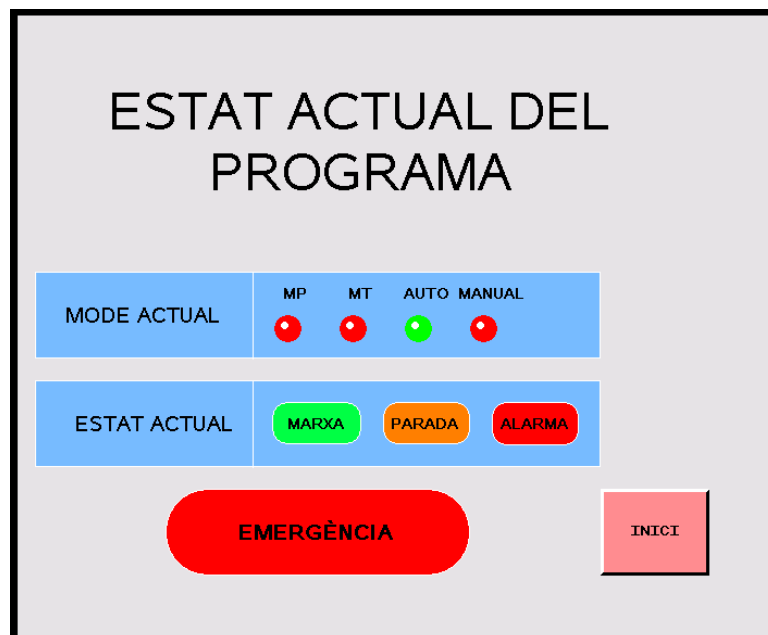 ESTAT ACTUAL DEL
PROGRAMA
MP MT AUTO MANUAL
MODE ACTUAL
ESTAT ACTUAL MARXA PARADA ALARMA
EMERGÈNCIA INICI